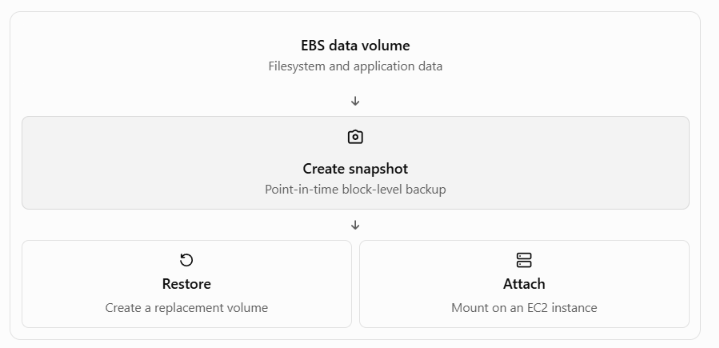 EBS data volume
Filesystem and application data
Create snapshot
Point-in-time block-level backup
Restore
Create a replacement volume
Attach
Mount on an EC2 instance